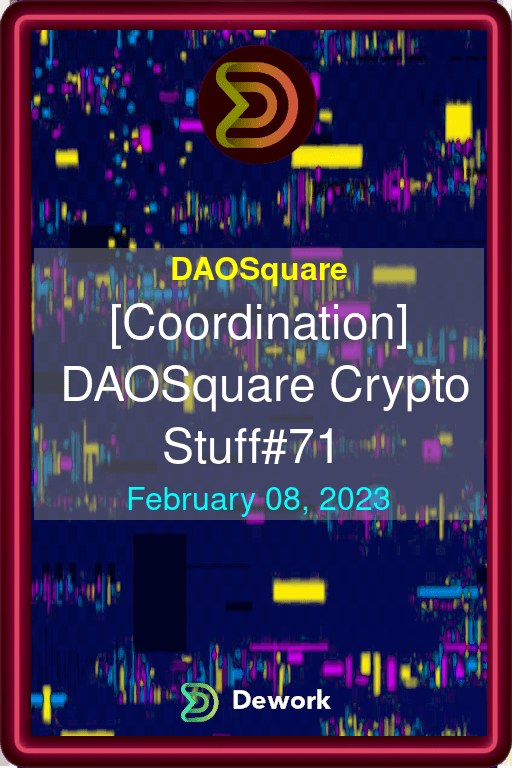 DAOSquare
[Coordination]
DAOSquare Crypto
Stuff#71
February 08, 2023
Dework